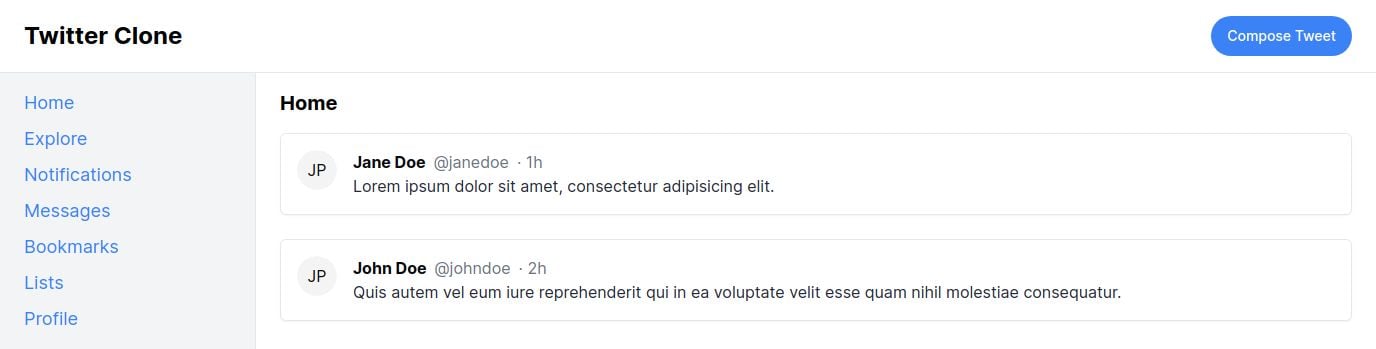 Twitter Clone
Compose Tweet
Home
Explore
Notifications
Messages
Bookmarks
Lists
Profile
Home
JP
Jane Doe @janedoe · 1h
Lorem ipsum dolor sit amet, consectetur adipisicing elit.
JP
John Doe @johndoe · 2h
Quis autem vel eum iure reprehenderit qui in ea voluptate velit esse quam nihil molestiae consequatur.